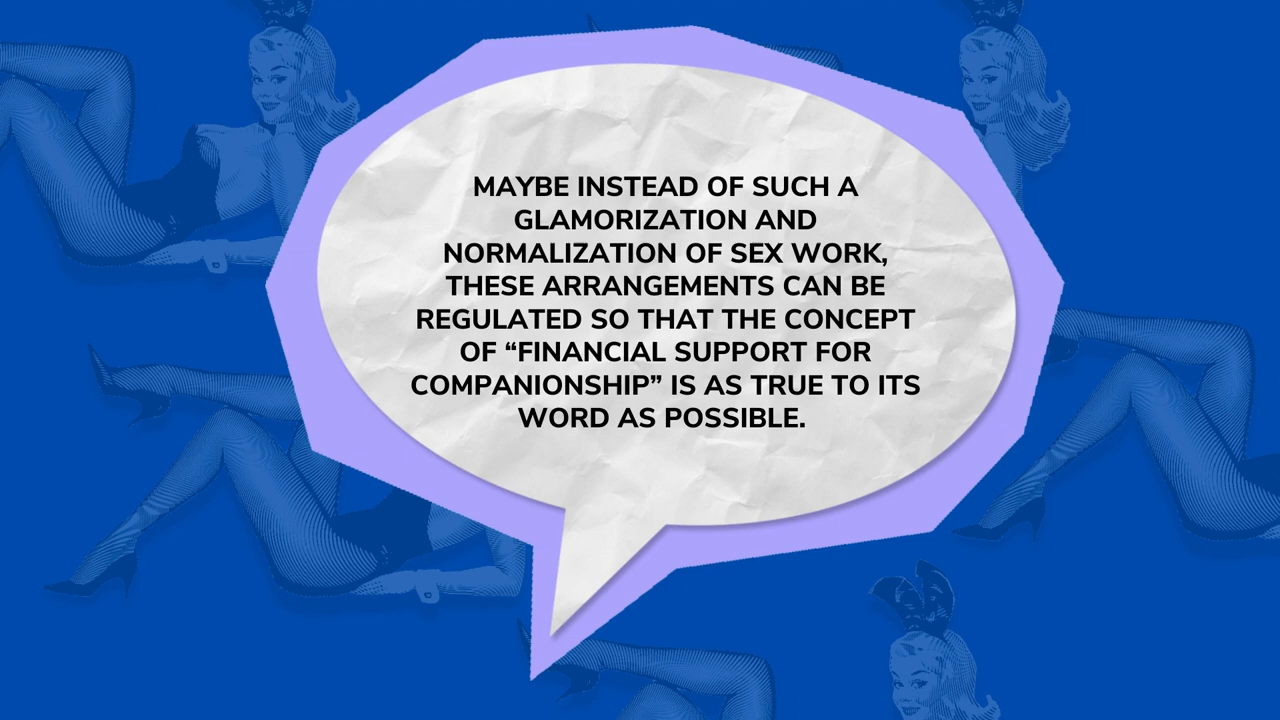 MAYBE INSTEAD OF SUCH A
GLAMORIZATION AND
NORMALIZATION OF SEX WORK,
THESE ARRANGEMENTS CAN BE
REGULATED SO THAT THE CONCEPT
OF “FINANCIAL SUPPORT FOR
COMPANIONSHIP” IS AS TRUE TO ITS
WORD AS POSSIBLE.